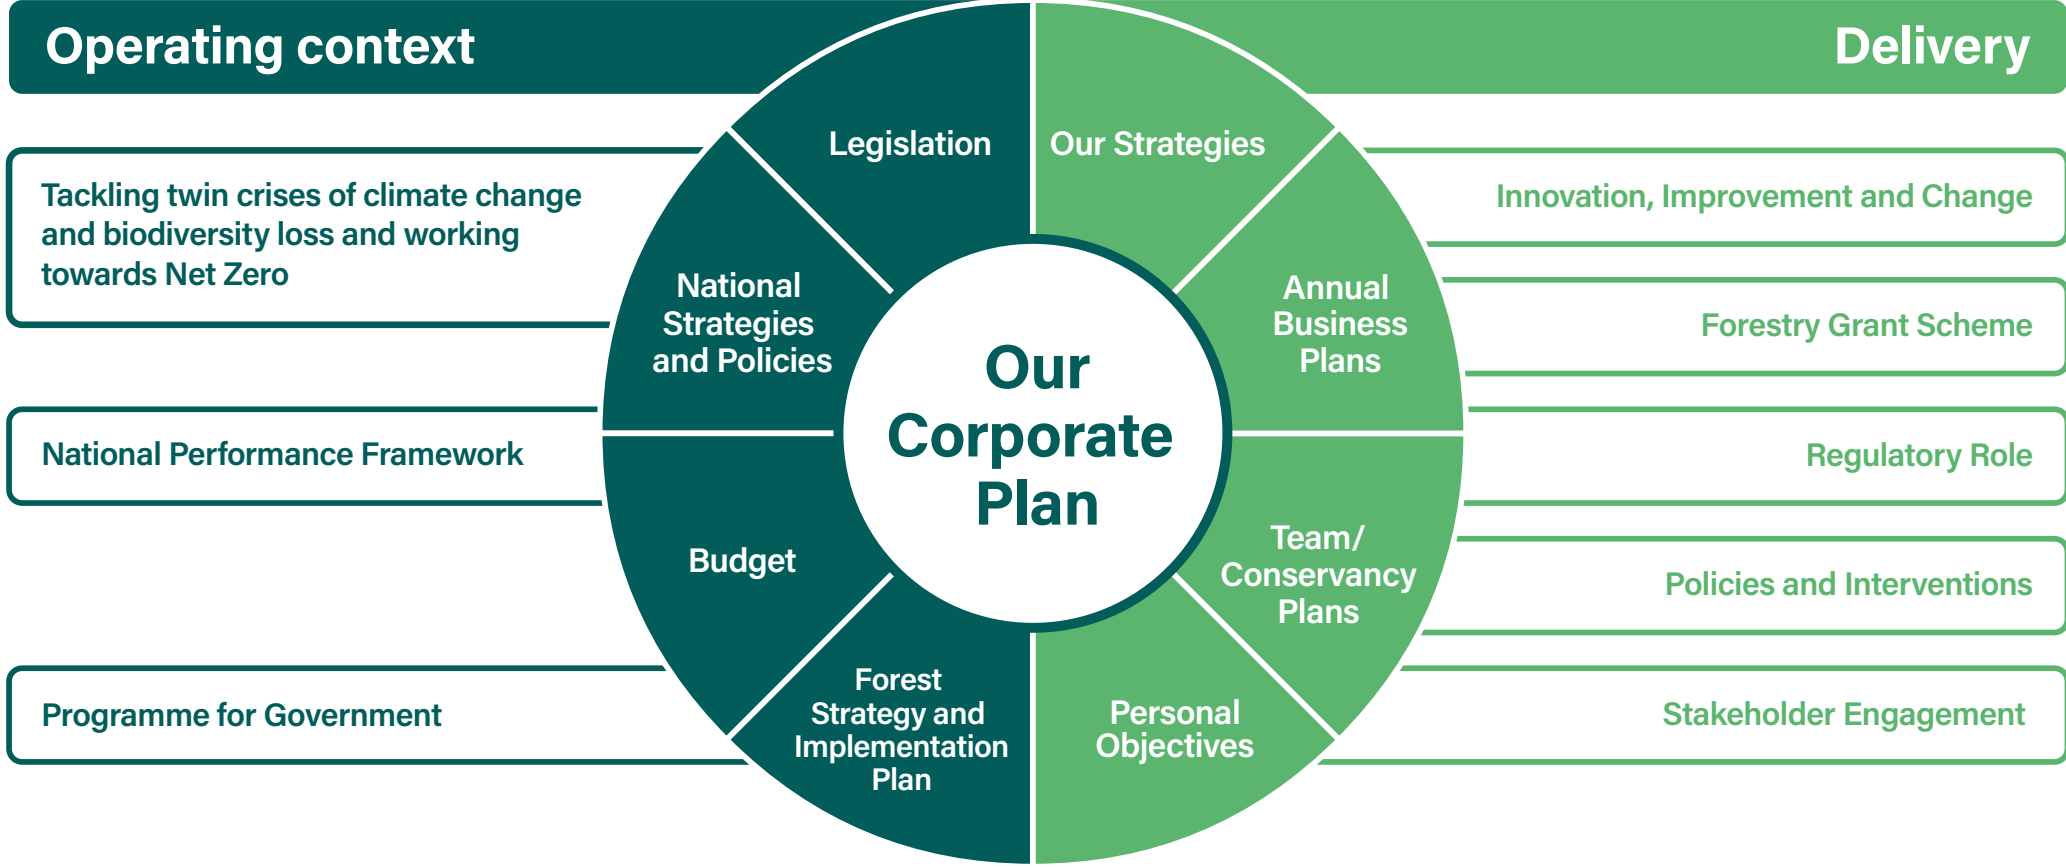 Operating context
Delivery
Tackling twin crises of climate change
and biodiversity loss and working
towards Net Zero
National Performance Framework
Programme for Government
Legislation
National
Strategies
and Policies
Budget
Forest
Strategy and
Implementation
Plan
Our
Corporate
Plan
Our Strategies
Annual
Business
Plans
Team/
Conservancy
Plans
Personal
Objectives
Innovation, Improvement and Change
Forestry Grant Scheme
Regulatory Role
Policies and Interventions
Stakeholder Engagement